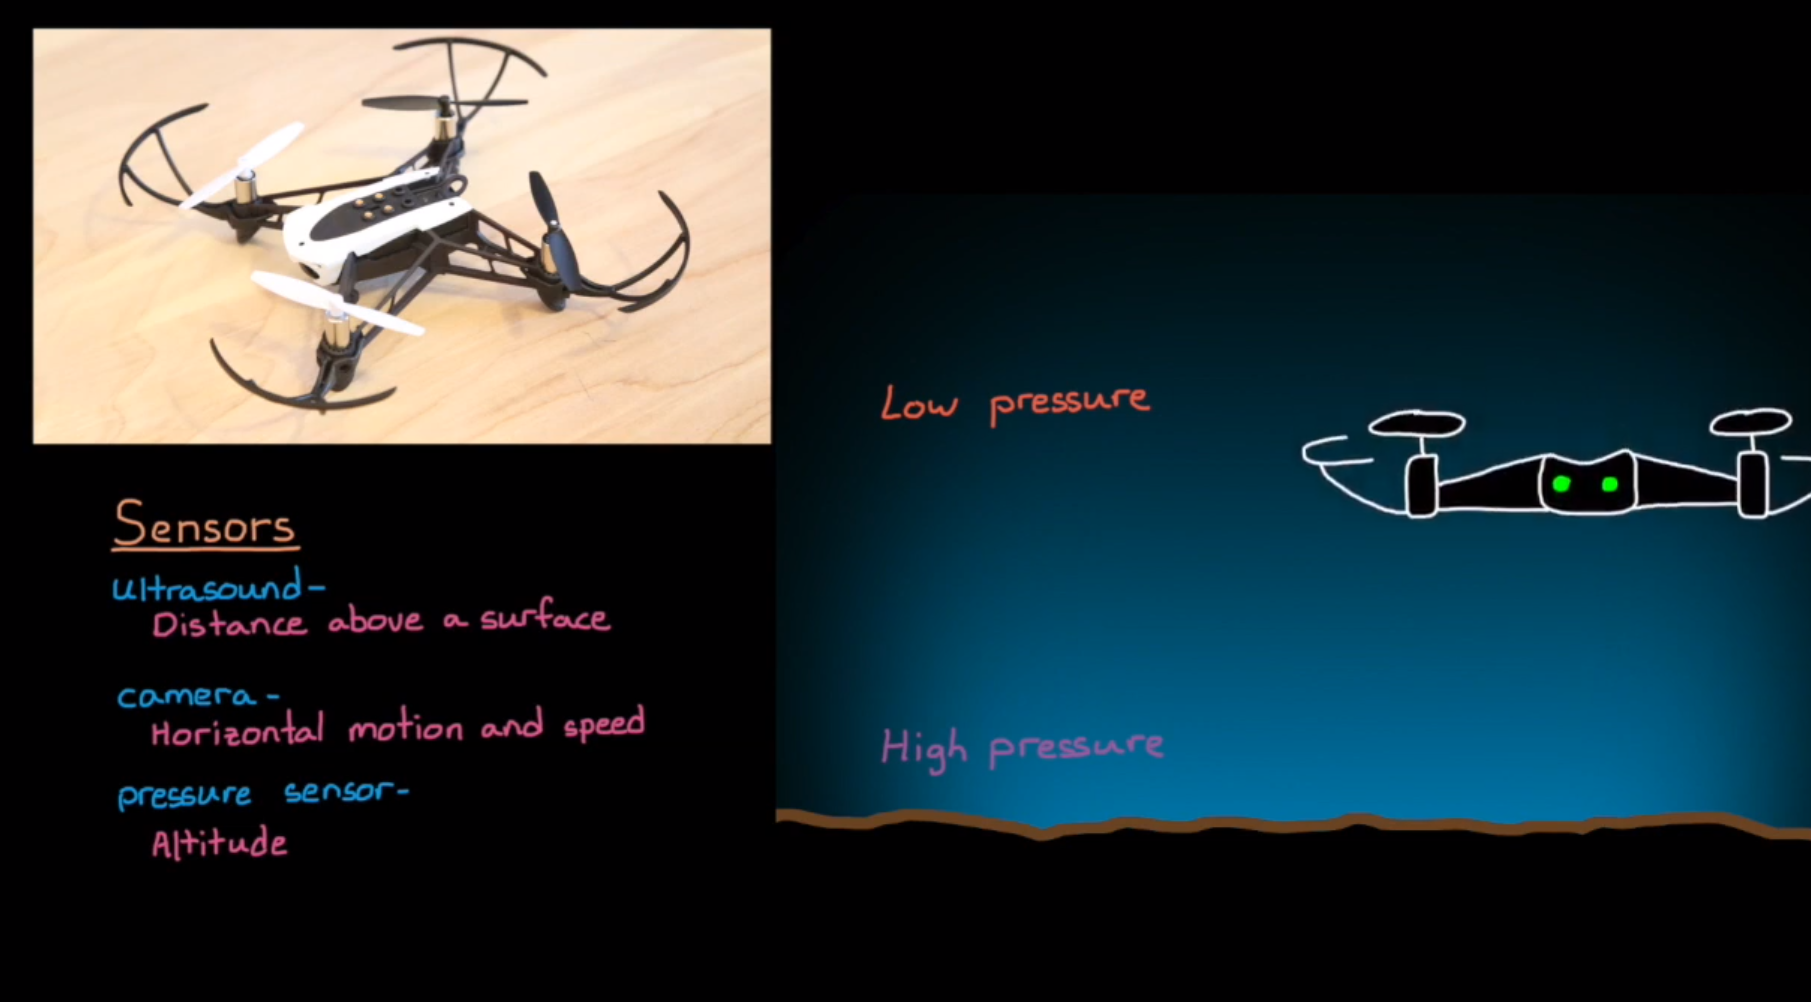 Sensors
ultrasound-
Distance above a surface
camera-
Horizontal motion and speed
pressure sensor-
Altitude
Low pressure
High pressure